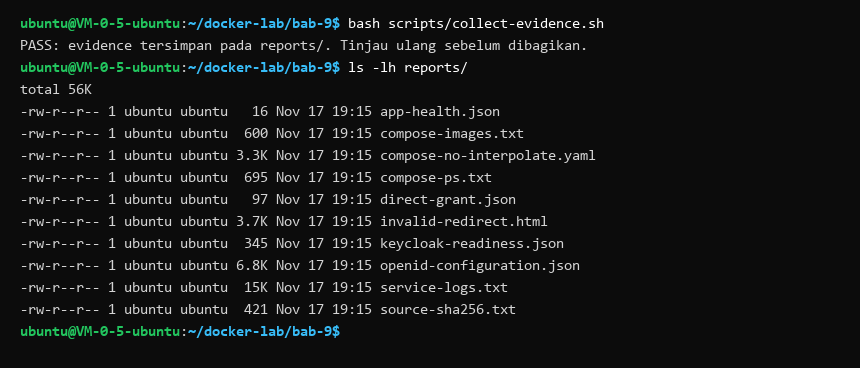 ubuntu@VM-0-5-ubuntu:~/docker-lab/bab-9$ bash scripts/collect-evidence.sh
PASS: evidence tersimpan pada reports/. Tinjau ulang sebelum dibagikan.
ubuntu@VM-0-5-ubuntu:~/docker-lab/bab-9$ ls -lh reports/
total 56K
-rw-r--r-- 1 ubuntu ubuntu   16 Nov 17 19:15 app-health.json
-rw-r--r-- 1 ubuntu ubuntu  600 Nov 17 19:15 compose-images.txt
-rw-r--r-- 1 ubuntu ubuntu 3.3K Nov 17 19:15 compose-no-interpolate.yaml
-rw-r--r-- 1 ubuntu ubuntu  695 Nov 17 19:15 compose-ps.txt
-rw-r--r-- 1 ubuntu ubuntu   97 Nov 17 19:15 direct-grant.json
-rw-r--r-- 1 ubuntu ubuntu 3.7K Nov 17 19:15 invalid-redirect.html
-rw-r--r-- 1 ubuntu ubuntu  345 Nov 17 19:15 keycloak-readiness.json
-rw-r--r-- 1 ubuntu ubuntu 6.8K Nov 17 19:15 openid-configuration.json
-rw-r--r-- 1 ubuntu ubuntu  15K Nov 17 19:15 service-logs.txt
-rw-r--r-- 1 ubuntu ubuntu  421 Nov 17 19:15 source-sha256.txt
ubuntu@VM-0-5-ubuntu:~/docker-lab/bab-9$